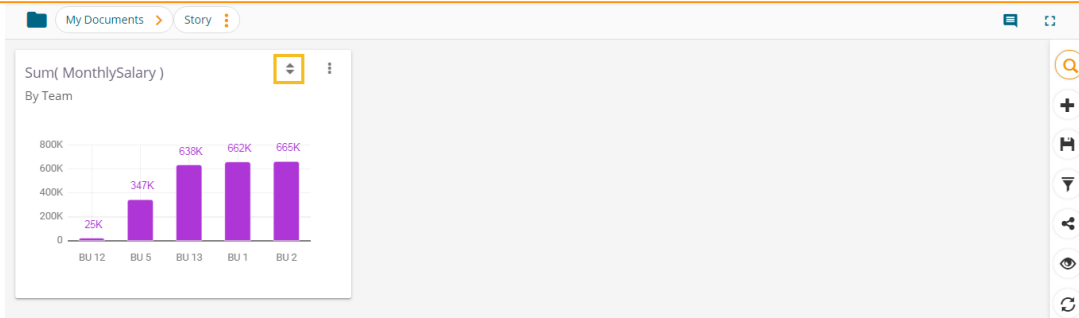 My Documents > Story
Sum( MonthlySalary )
By Team
800K
600K
400K
200K
0
25K
347K
638K
662K
665K
BU 12
BU 5
BU 13
BU 1
BU 2